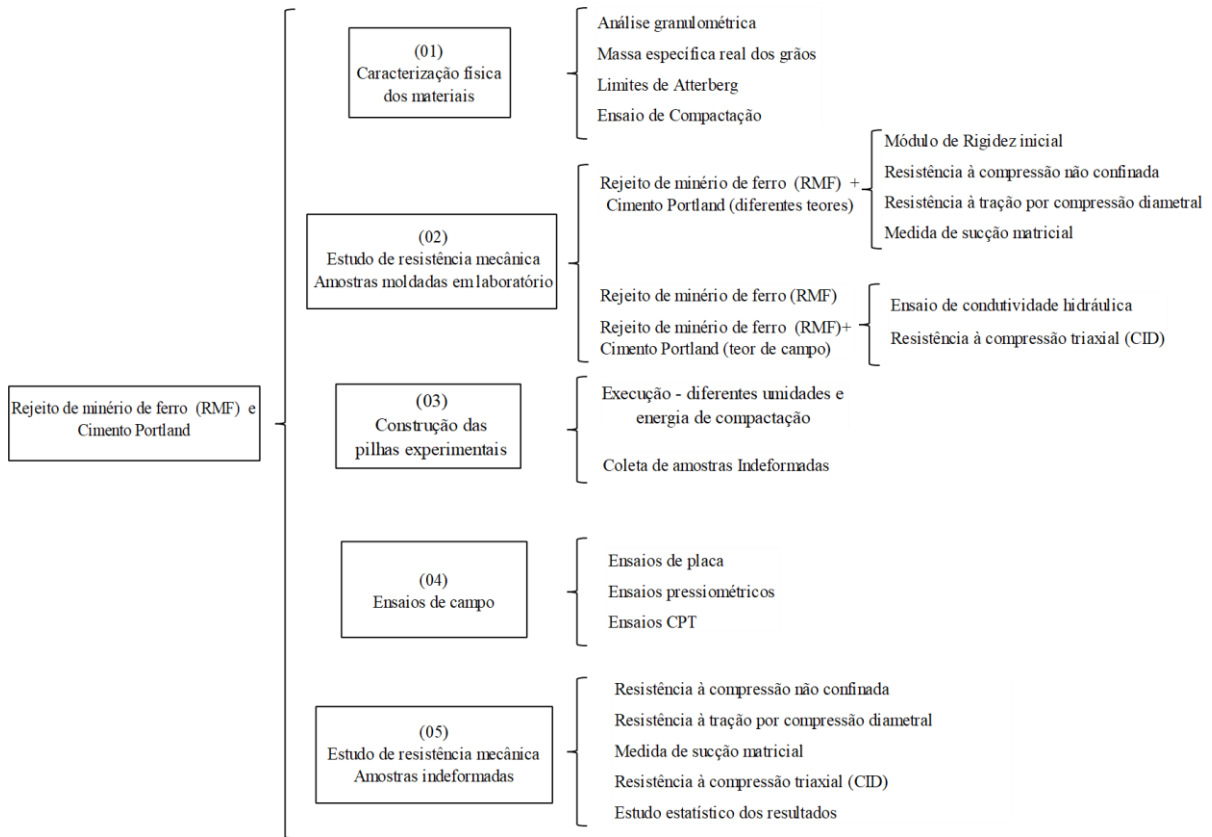 Rejeito de minério de ferro (RMF) e
Cimento Portland
(01)
Caracterização física
dos materiais
Análise granulométrica
Massa específica real dos grãos
Limites de Atterberg
Ensaio de Compactação
(02)
Estudo de resistência mecânica
Amostras moldadas em laboratório
Rejeito de minério de ferro (RMF) +
Cimento Portland (diferentes teores)
Módulo de Rigidez inicial
Resistência à compressão não confinada
Resistência à tração por compressão diametral
Medida de sucção matricial
Rejeito de minério de ferro (RMF)
Rejeito de minério de ferro (RMF)+
Cimento Portland (teor de campo)
Ensaio de condutividade hidráulica
Resistência à compressão triaxial (CID)
(03)
Construção das
pilhas experimentais
Execução - diferentes umidades e
energia de compactação
Coleta de amostras Indeformadas
(04)
Ensaios de campo
Ensaios de placa
Ensaios pressiométricos
Ensaios CPT
(05)
Estudo de resistência mecânica
Amostras indeformadas
Resistência à compressão não confinada
Resistência à tração por compressão diametral
Medida de sucção matricial
Resistência à compressão triaxial (CID)
Estudo estatístico dos resultados